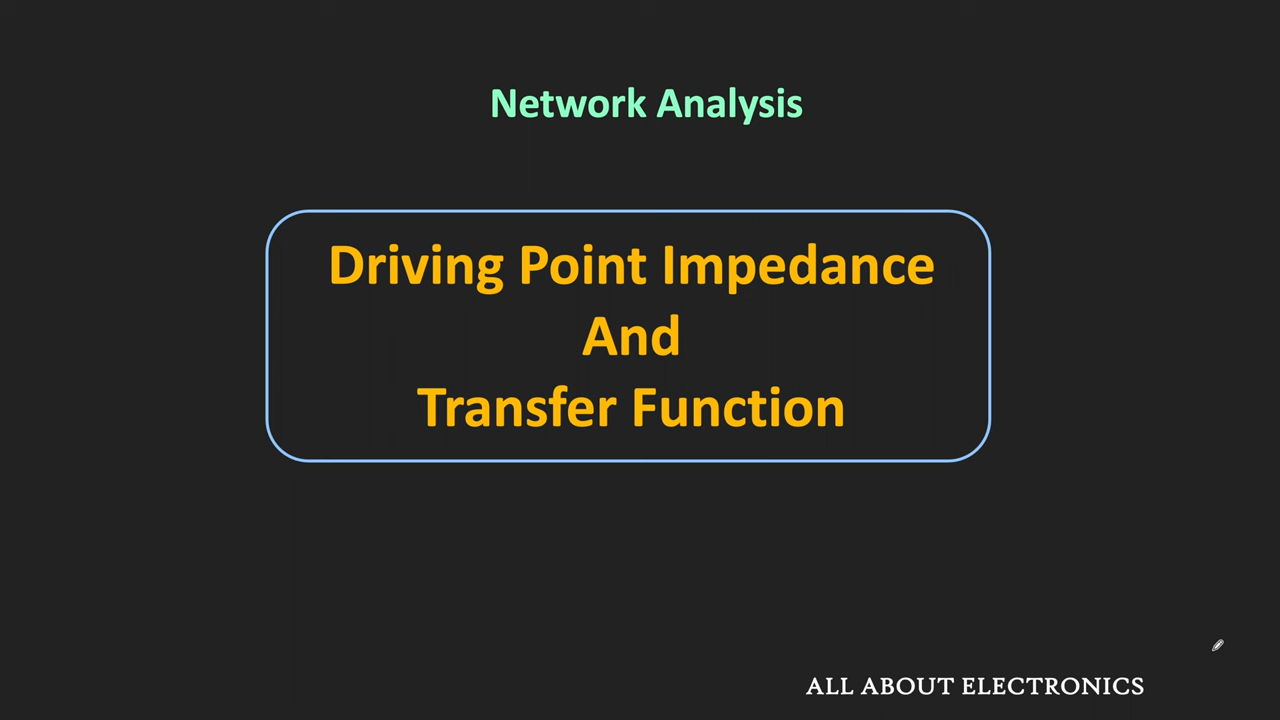 Network Analysis
Driving Point Impedance
And
Transfer Function
ALL ABOUT ELECTRONICS